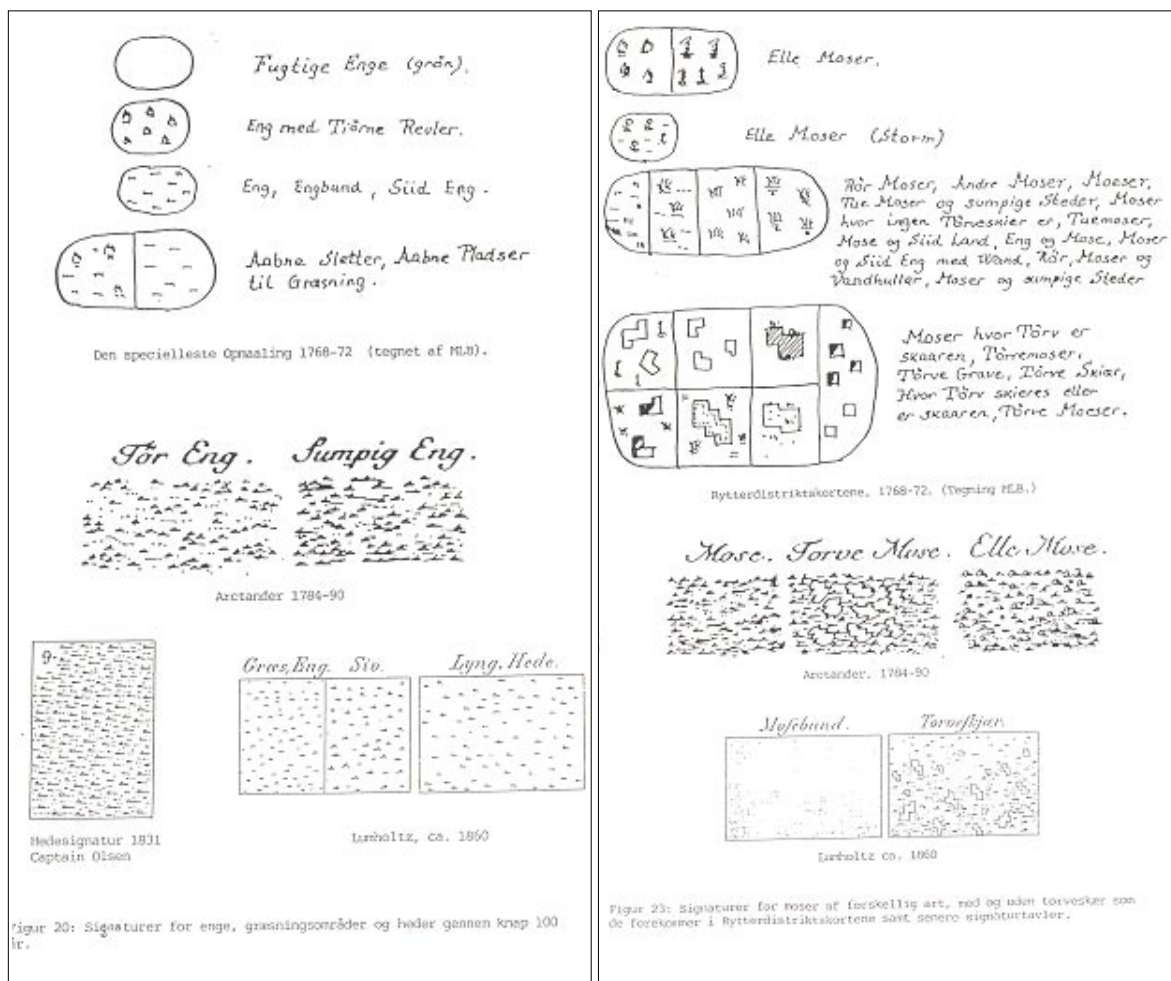 Fugtige Enge (grøn).
Eng med Tiørne Revler.
Eng, Engbund, Siid Eng.
Aabne Sletter, Aabne Pladser
til Græsning.
Den specielleste Opmaaling 1768-72 (tegnet af MLB).
Tör Eng. Sumpig Eng.
Arctander 1784-90
9.
Græs, Eng. Siv. Lyng, Hede.
Hedesignatur 1831
Captain Olsen
Lumholtz, ca. 1860
Figur 20: Signaturer for enge, græsningsområder og heder gennem knap 100
år.
Elle Moser.
Elle Moser (Storm)
Rör Moser, Andre Moser, Moeser,
Tue Moser og sumpige Steder, Moser
hvor ingen Törveskier er, Tuemoser,
Mose og Siid Land, Eng og Mose, Moser
og Siid Eng med Wand, Rör, Moser og
Vandhuller, Moser og sumpige Steder
Moser hvor Törv er
skaaren, Törremoser,
Törve Grave, Törve Skiær,
Hvor Törv skieres eller
er skaaren, Törve Moeser.
Rytterdistriktskortene, 1768-72. (Tegning MLB.)
Mose. Torve Mose. Elle Mose.
Arctander, 1784-90
Mosebund. Torveskjær.
Lumholtz ca. 1860
Figur 23: Signaturer for moser af forskellig art, med og uden torveskær som
de forekommer i Rytterdistriktskortene samt senere signaturtavler.